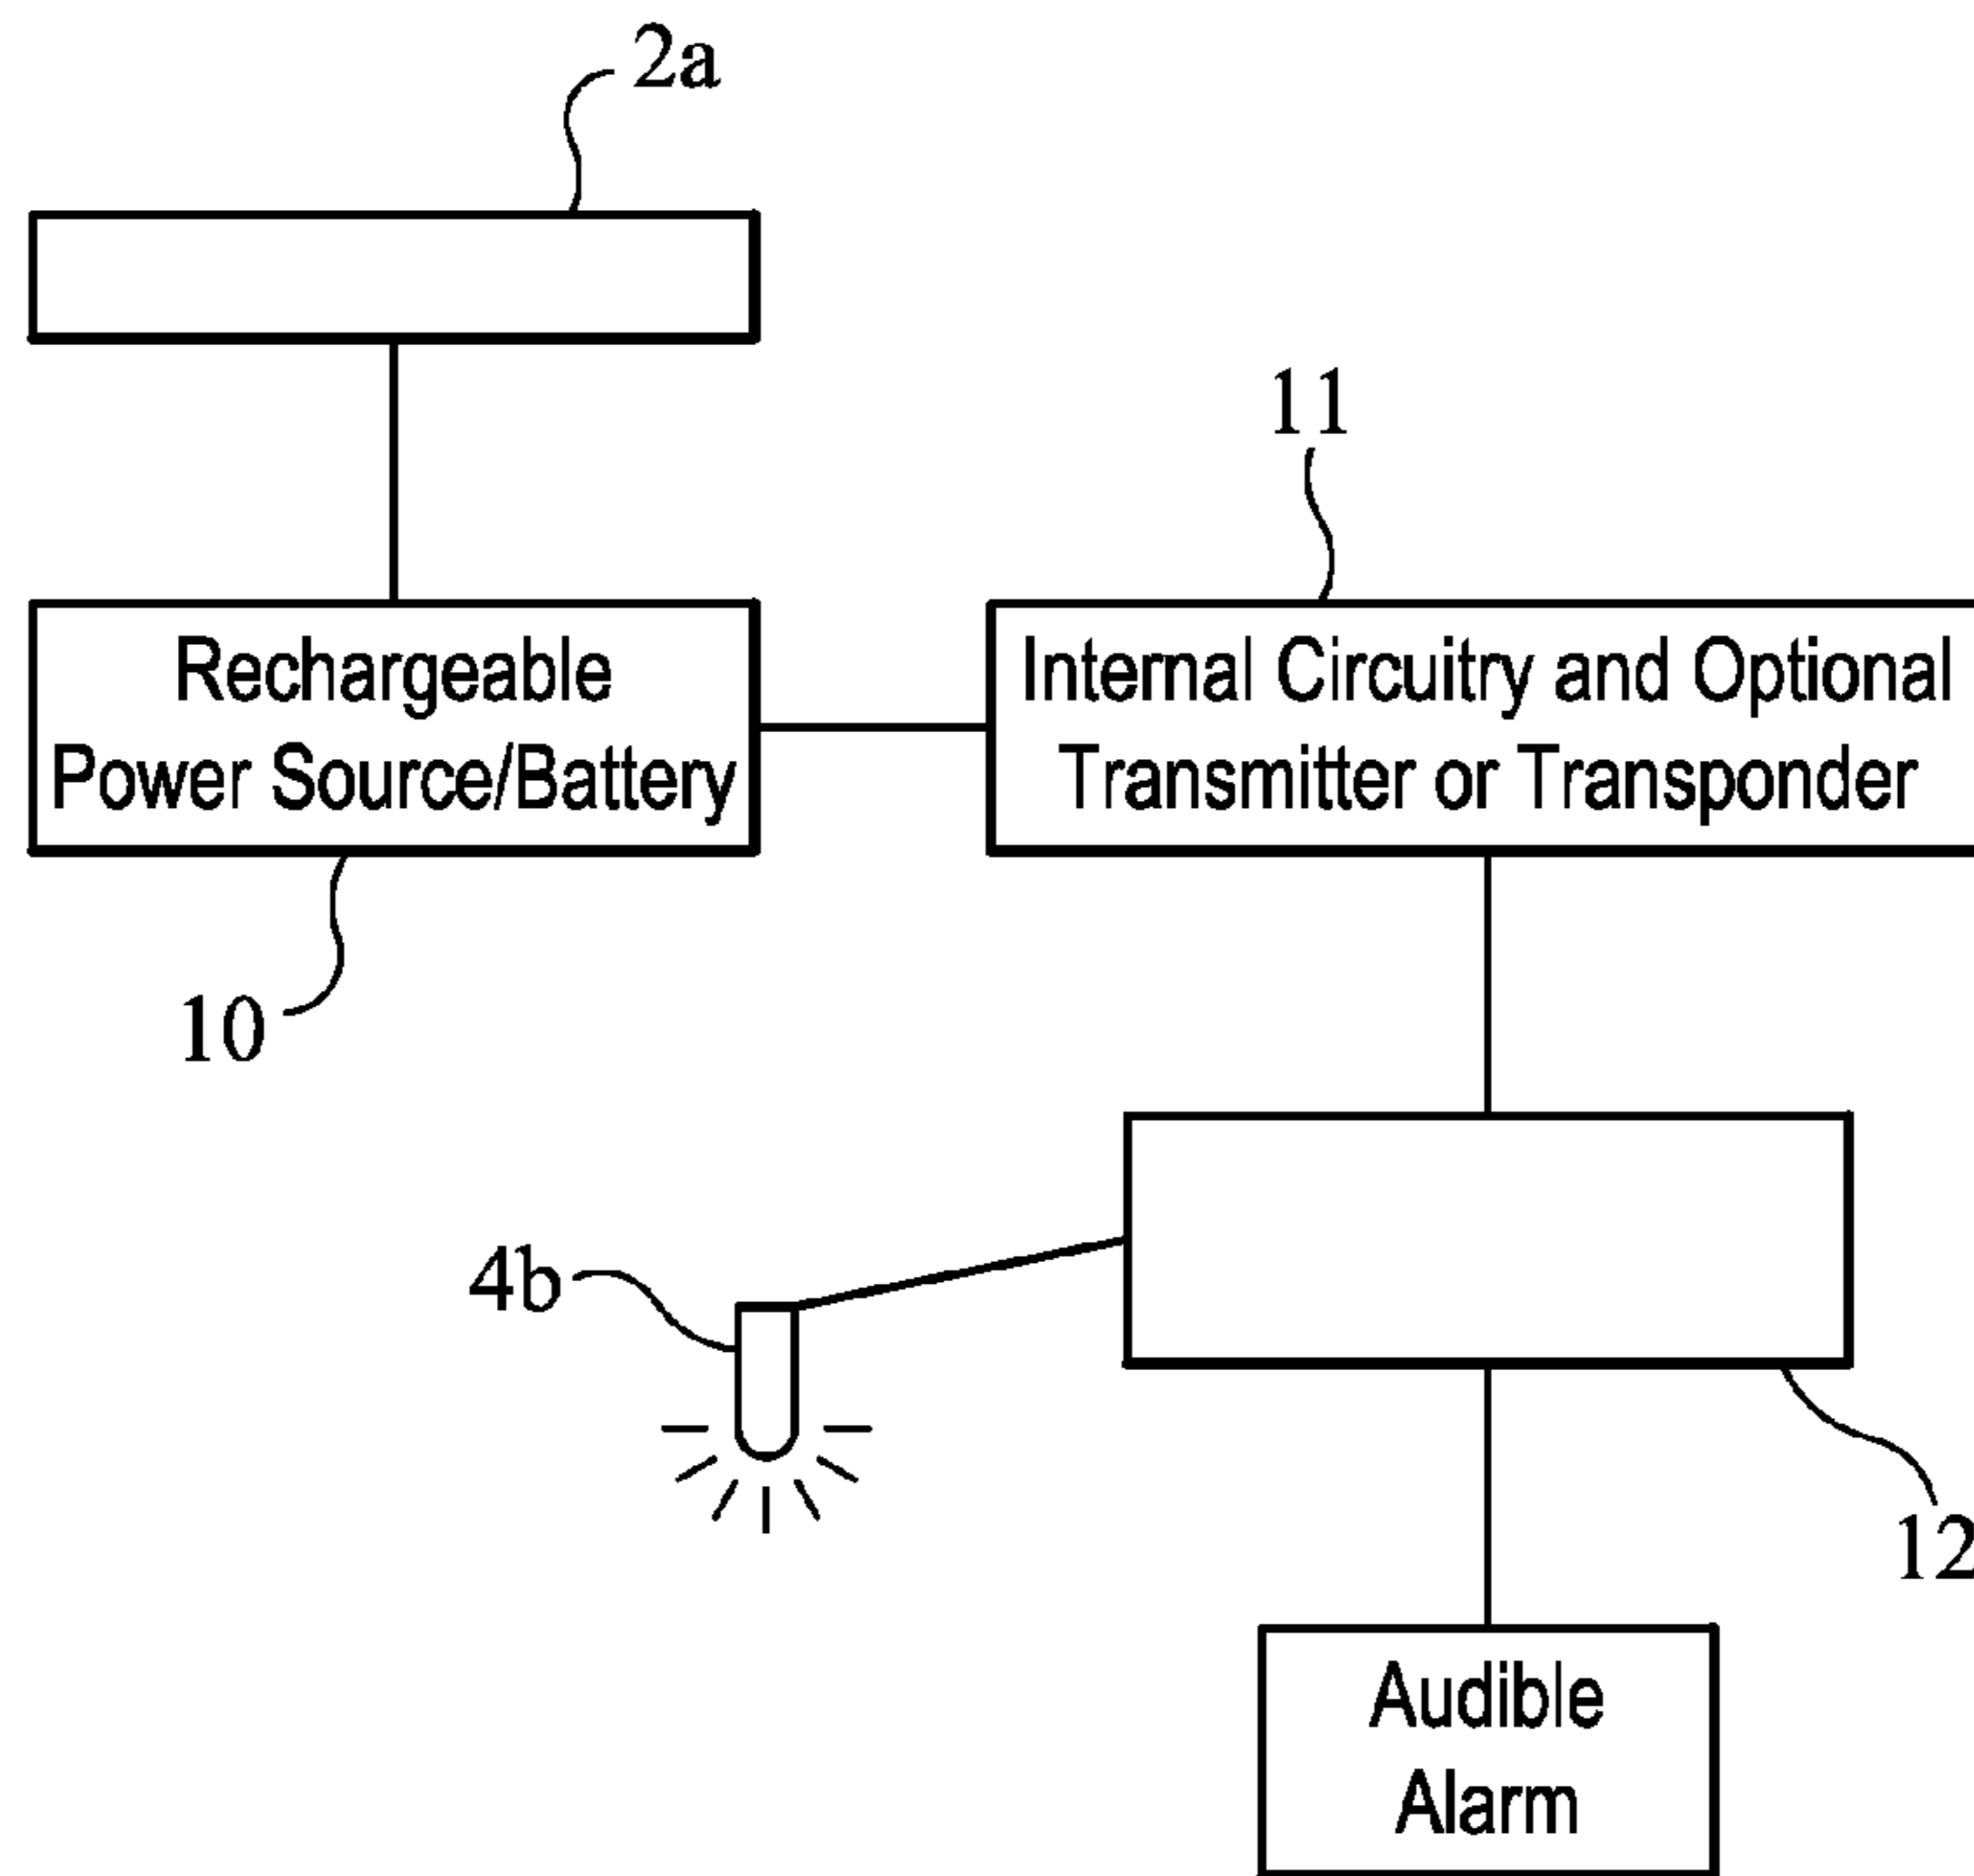 2a
11
Rechargeable
Power Source/Battery
Internal Circuitry and Optional
Transmitter or Transponder
10
4b
12
Audible
Alarm